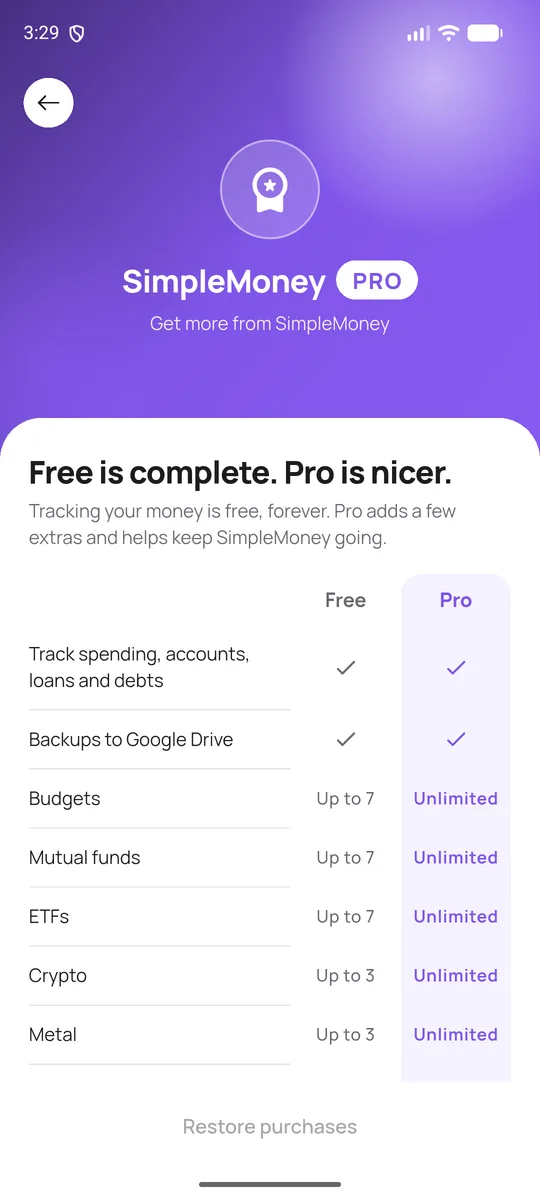 3:29
SimpleMoney PRO
Get more from SimpleMoney
Free is complete. Pro is nicer.
Tracking your money is free, forever. Pro adds a few
extras and helps keep SimpleMoney going.
Free Pro
Track spending, accounts,
loans and debts
Backups to Google Drive
Budgets Up to 7 Unlimited
Mutual funds Up to 7 Unlimited
ETFs Up to 7 Unlimited
Crypto Up to 3 Unlimited
Metal Up to 3 Unlimited
Restore purchases